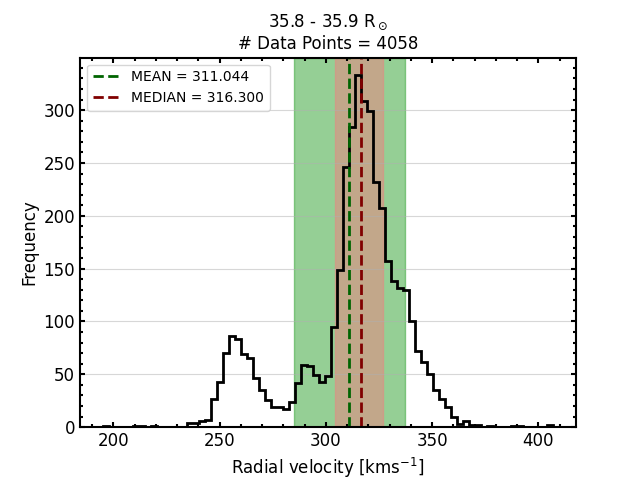 35.8 - 35.9 R⊙
# Data Points = 4058
MEAN = 311.044
MEDIAN = 316.300
Frequency
300
250
200
150
100
50
0
200 250 300 350 400
Radial velocity [kms⁻¹]